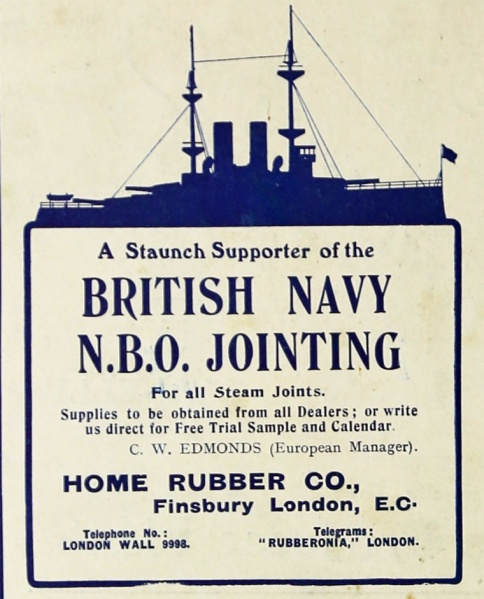 A Staunch Supporter of the
BRITISH NAVY
N.B.O. JOINTING
For all Steam Joints.
Supplies to be obtained from all Dealers; or write
us direct for Free Trial Sample and Calendar.
C. W. EDMONDS (European Manager).
HOME RUBBER CO.,
Finsbury London, E.C.
Telephone No.:
LONDON WALL 9998.
Telegrams:
"RUBBERONIA," LONDON.